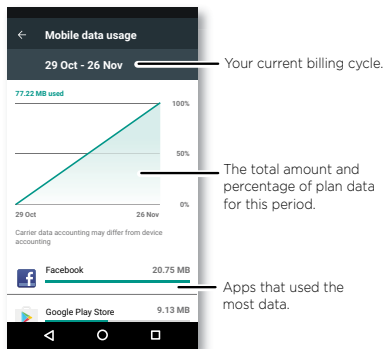 Mobile data usage
29 Oct - 26 Nov
Your current billing cycle.
77.22 MB used
100%
50%
0%
29 Oct
26 Nov
The total amount and
percentage of plan data
for this period.
Carrier data accounting may differ from device
accounting
Facebook
20.75 MB
Apps that used the
most data.
Google Play Store
9.13 MB